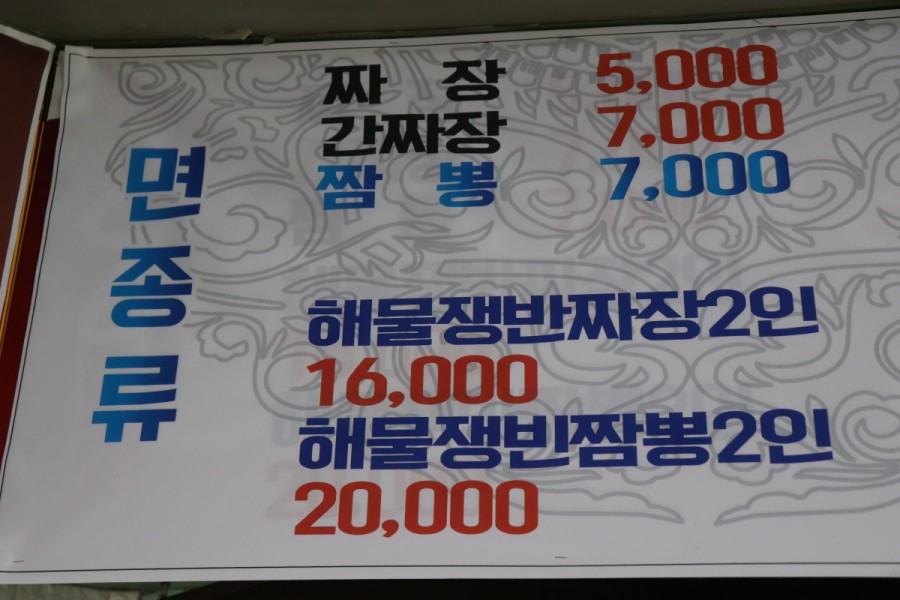 면종류
짜 장 5,000
간짜장 7,000
짬 뽕 7,000
해물쟁반짜장2인
16,000
해물쟁빈짬뽕2인
20,000